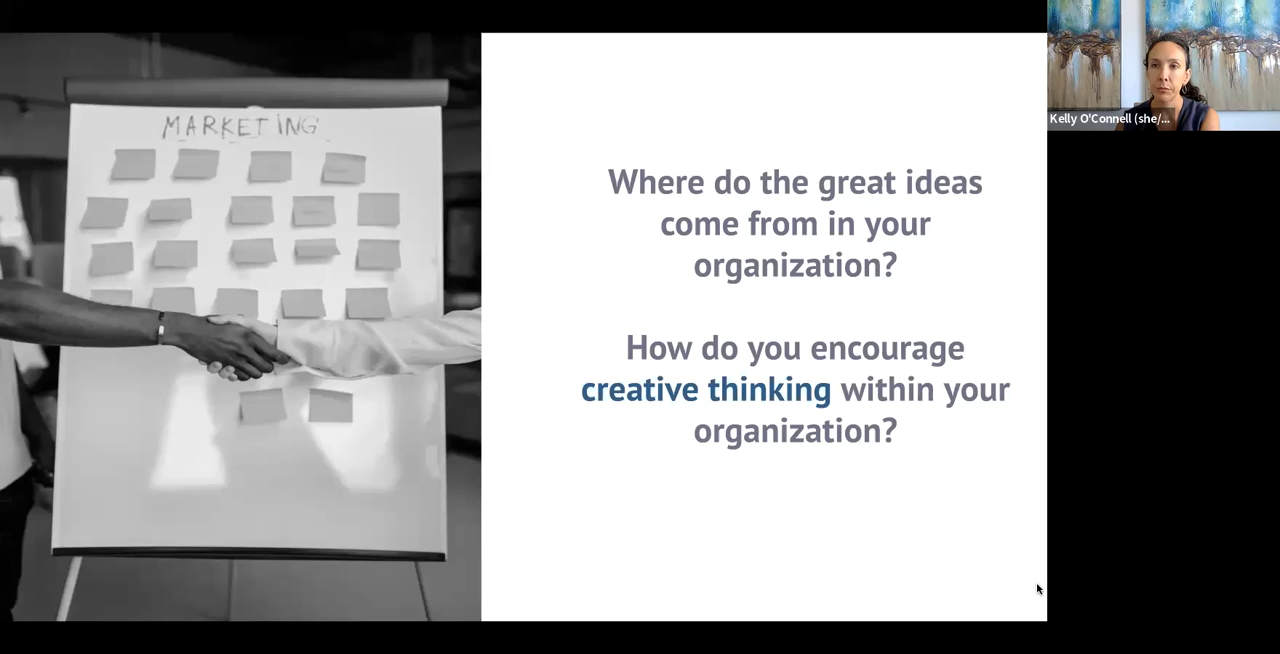 MARKETING
Where do the great ideas
come from in your
organization?
How do you encourage
creative thinking within your
organization?
Kelly O'Connell (she/...